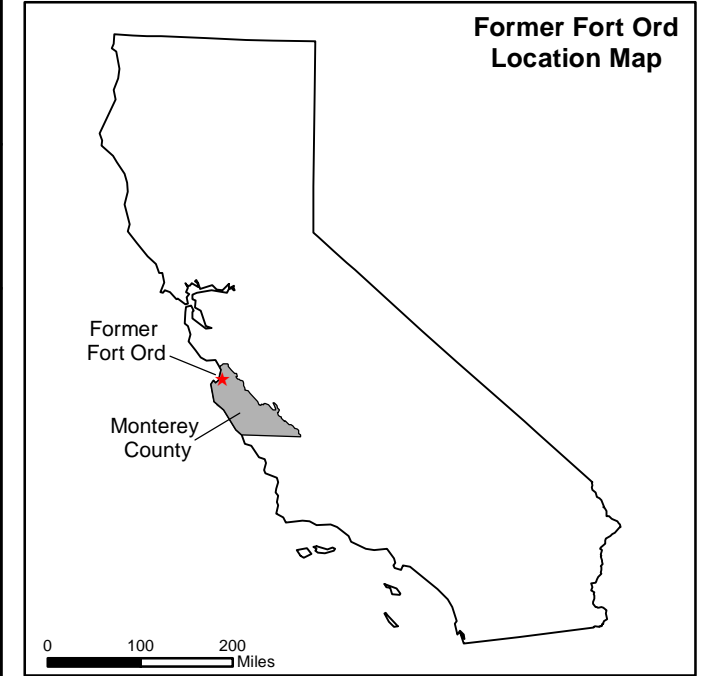 Former Fort Ord
Location Map
Former
Fort Ord
Monterey
County
0 100 200
Miles